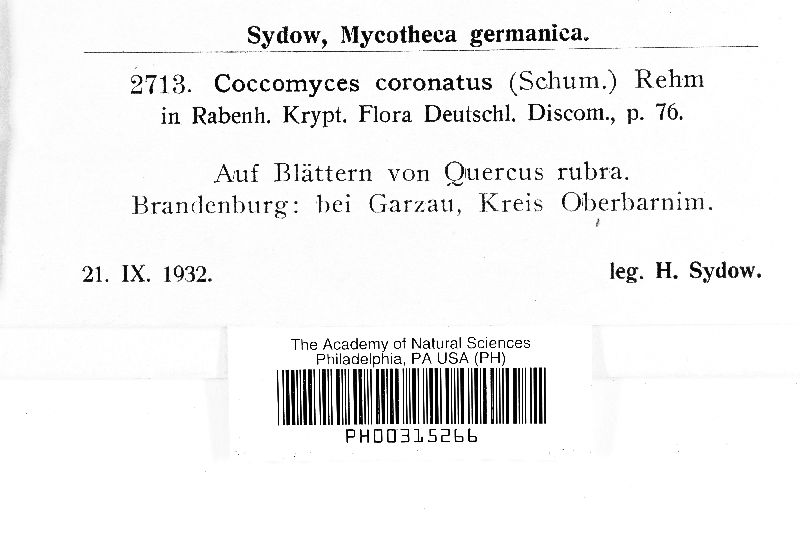 Sydow, Mycotheca germanica.
2713. Coccomyces coronatus (Schum.) Rehm
in Rabenh. Krypt. Flora Deutschl. Discom., p. 76.
Auf Blättern von Quercus rubra.
Brandenburg: bei Garzau, Kreis Oberbarnim.
21. IX. 1932. leg. H. Sydow.
The Academy of Natural Sciences
Philadelphia, PA USA (PH)
PH00315266